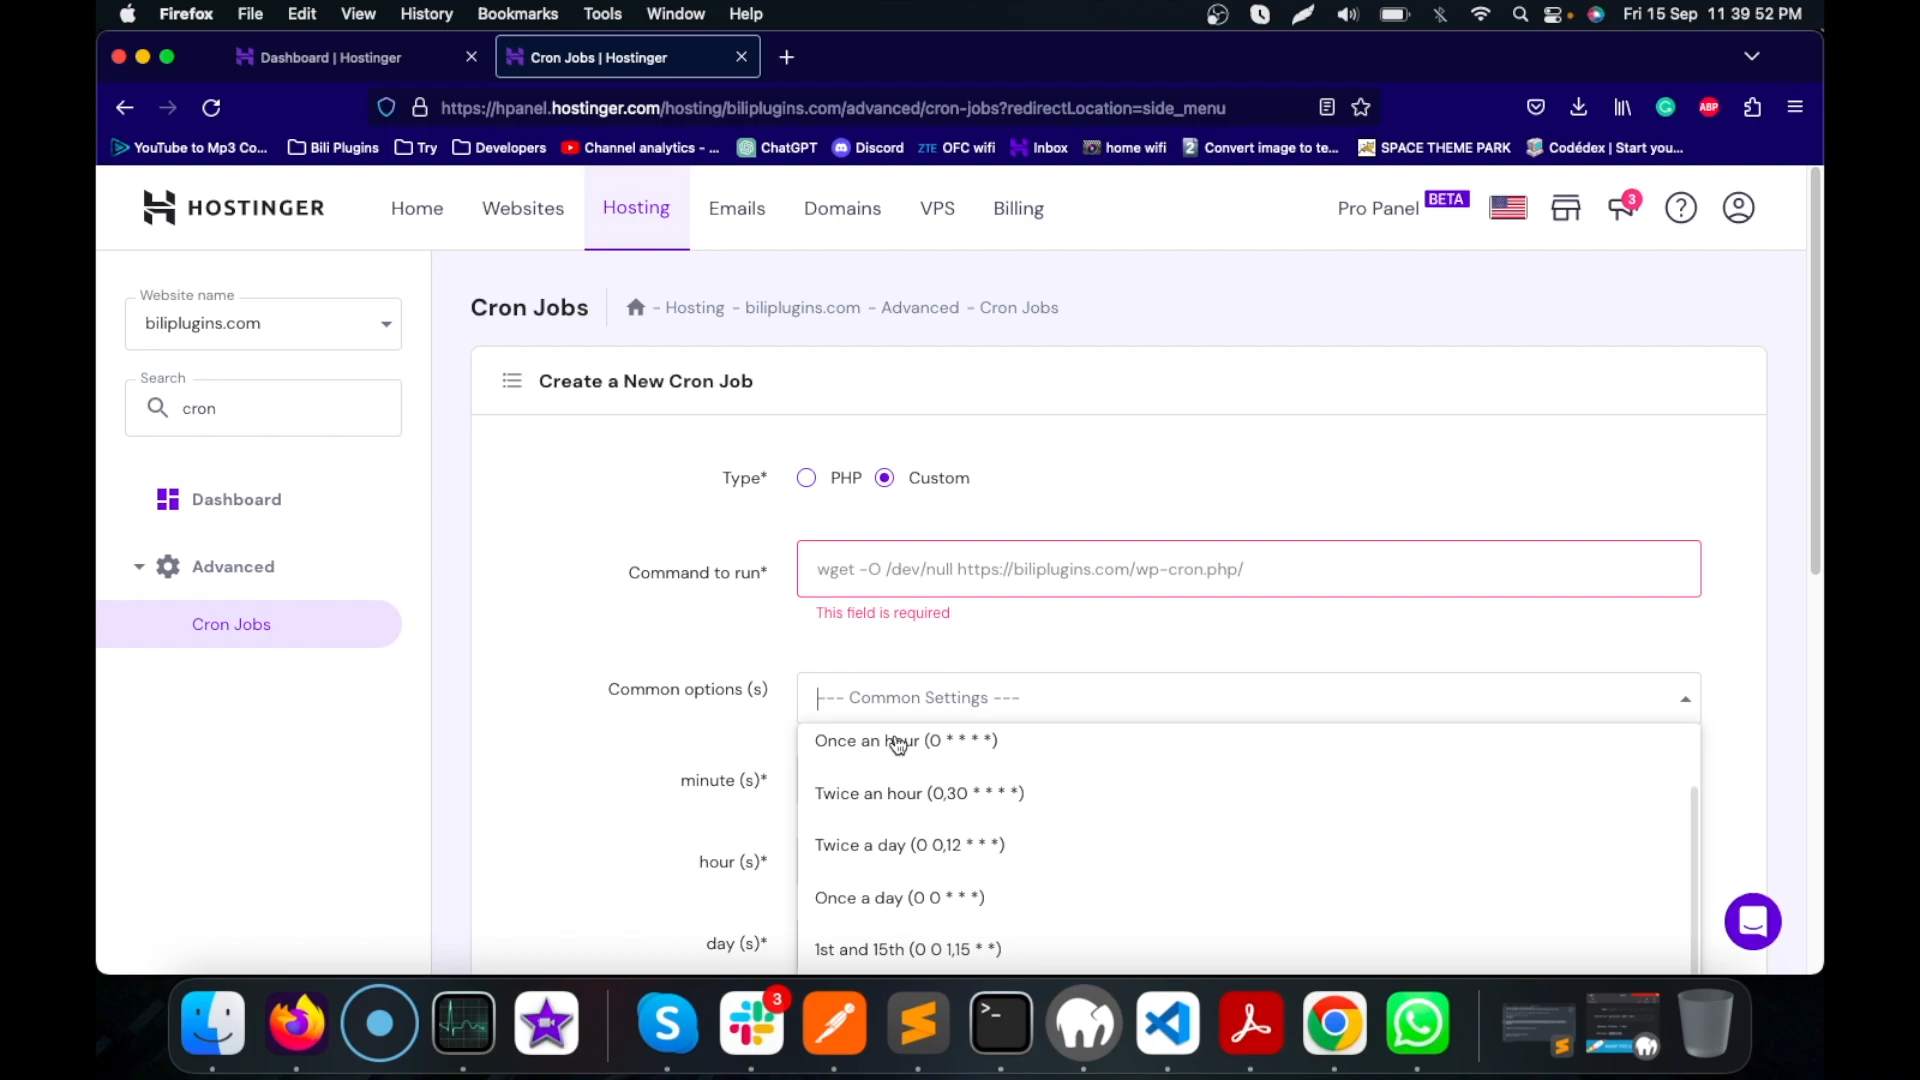 Firefox File Edit View History Bookmarks Tools Window Help Fri 15 Sep 11 39 52 PM
Dashboard | Hostinger Cron Jobs | Hostinger
https://hpanel.hostinger.com/hosting/biliplugins.com/advanced/cron-jobs?redirectLocation=side_menu ABP
YouTube to Mp3 Co... Bili Plugins Try Developers Channel analytics - ... ChatGPT Discord ZTE OFC wifi Inbox home wifi 2 Convert image to te... SPACE THEME PARK Codédex | Start you...
HOSTINGER Home Websites Hosting Emails Domains VPS Billing Pro Panel BETA 3
Website name
biliplugins.com
Cron Jobs - Hosting - biliplugins.com - Advanced - Cron Jobs
Search
cron
Create a New Cron Job
Type* PHP Custom
Dashboard
Command to run* wget -O /dev/null https://biliplugins.com/wp-cron.php/
Advanced
This field is required
Cron Jobs
Common options (s) --- Common Settings ---
Once an hour (0 * * * *)
minute (s)*
Twice an hour (0,30 * * * *)
Twice a day (0 0,12 * * *)
hour (s)*
Once a day (0 0 * * *)
day (s)*
1st and 15th (0 0 1,15 * *)
3